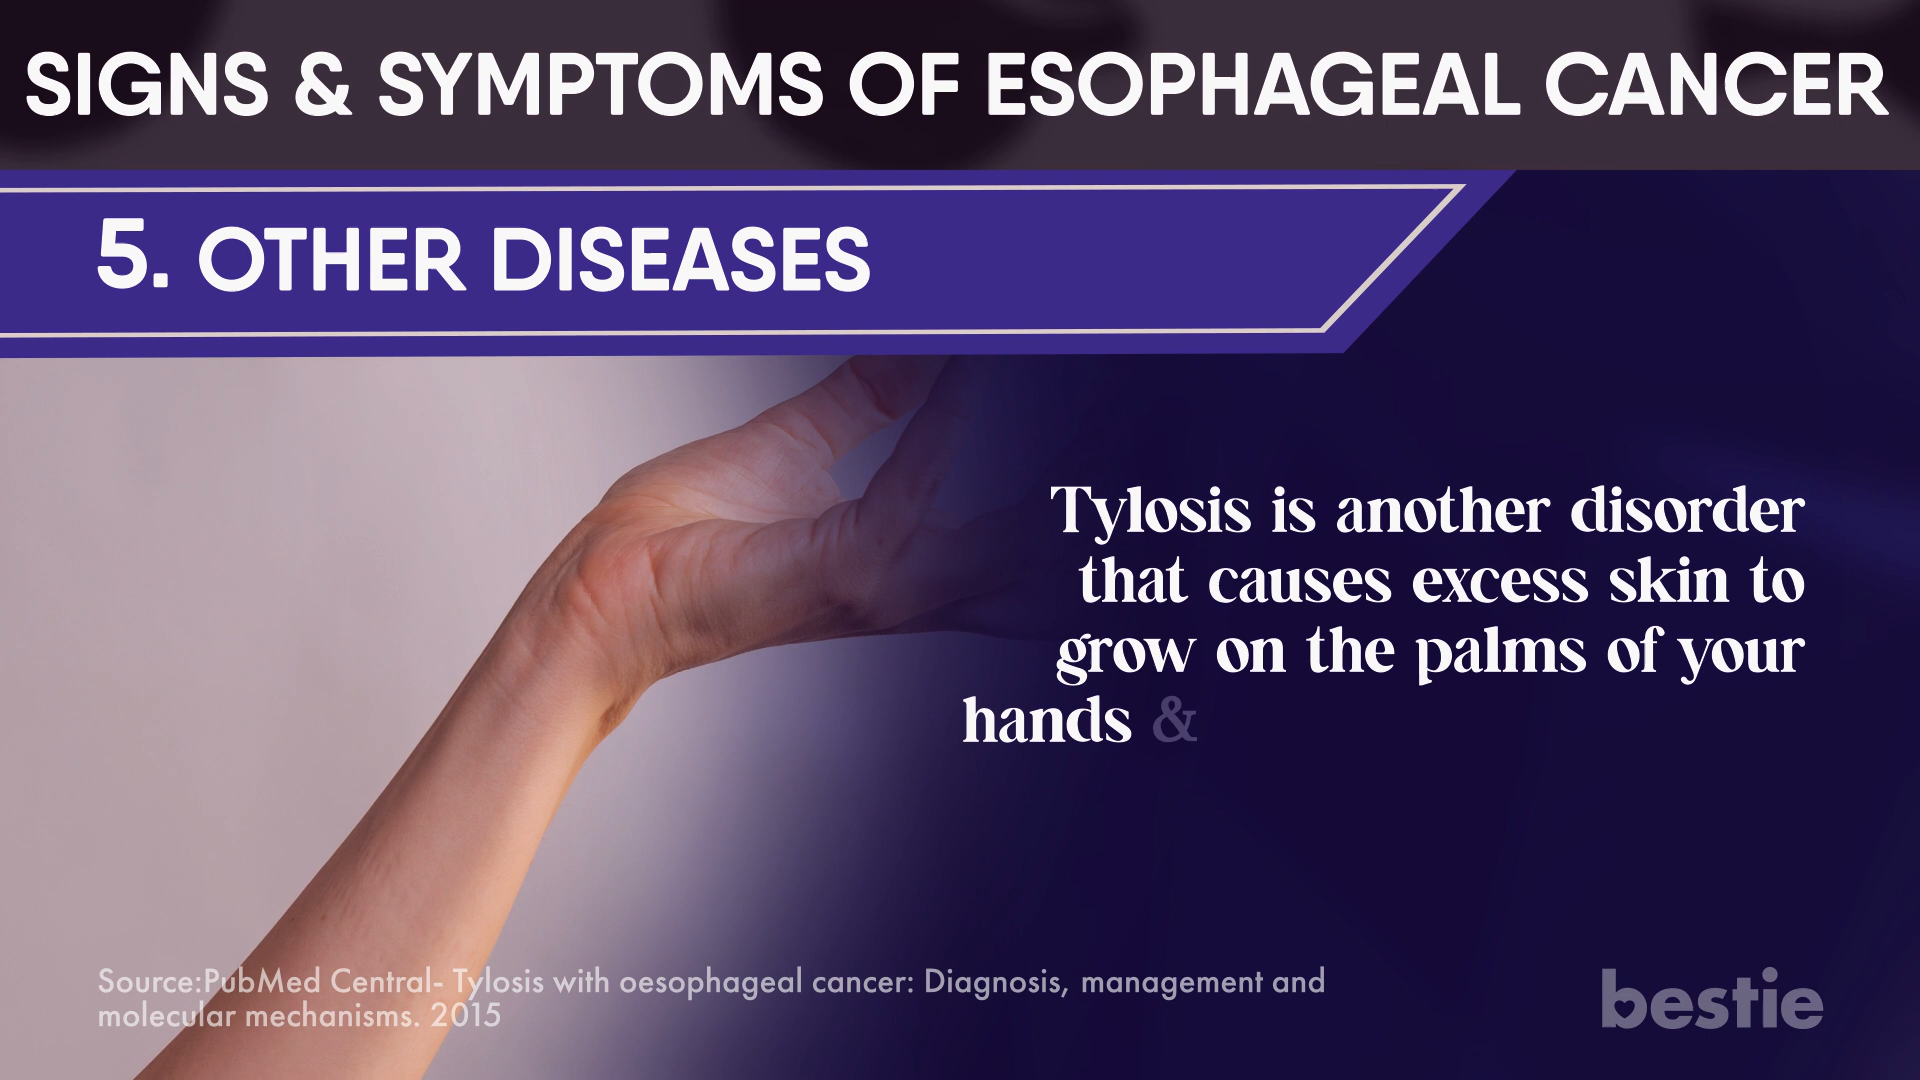 SIGNS & SYMPTOMS OF ESOPHAGEAL CANCER
5. OTHER DISEASES
Tylosis is another disorder
that causes excess skin to
grow on the palms of your
hands &
Source:PubMed Central- Tylosis with oesophageal cancer: Diagnosis, management and
molecular mechanisms. 2015
bestie